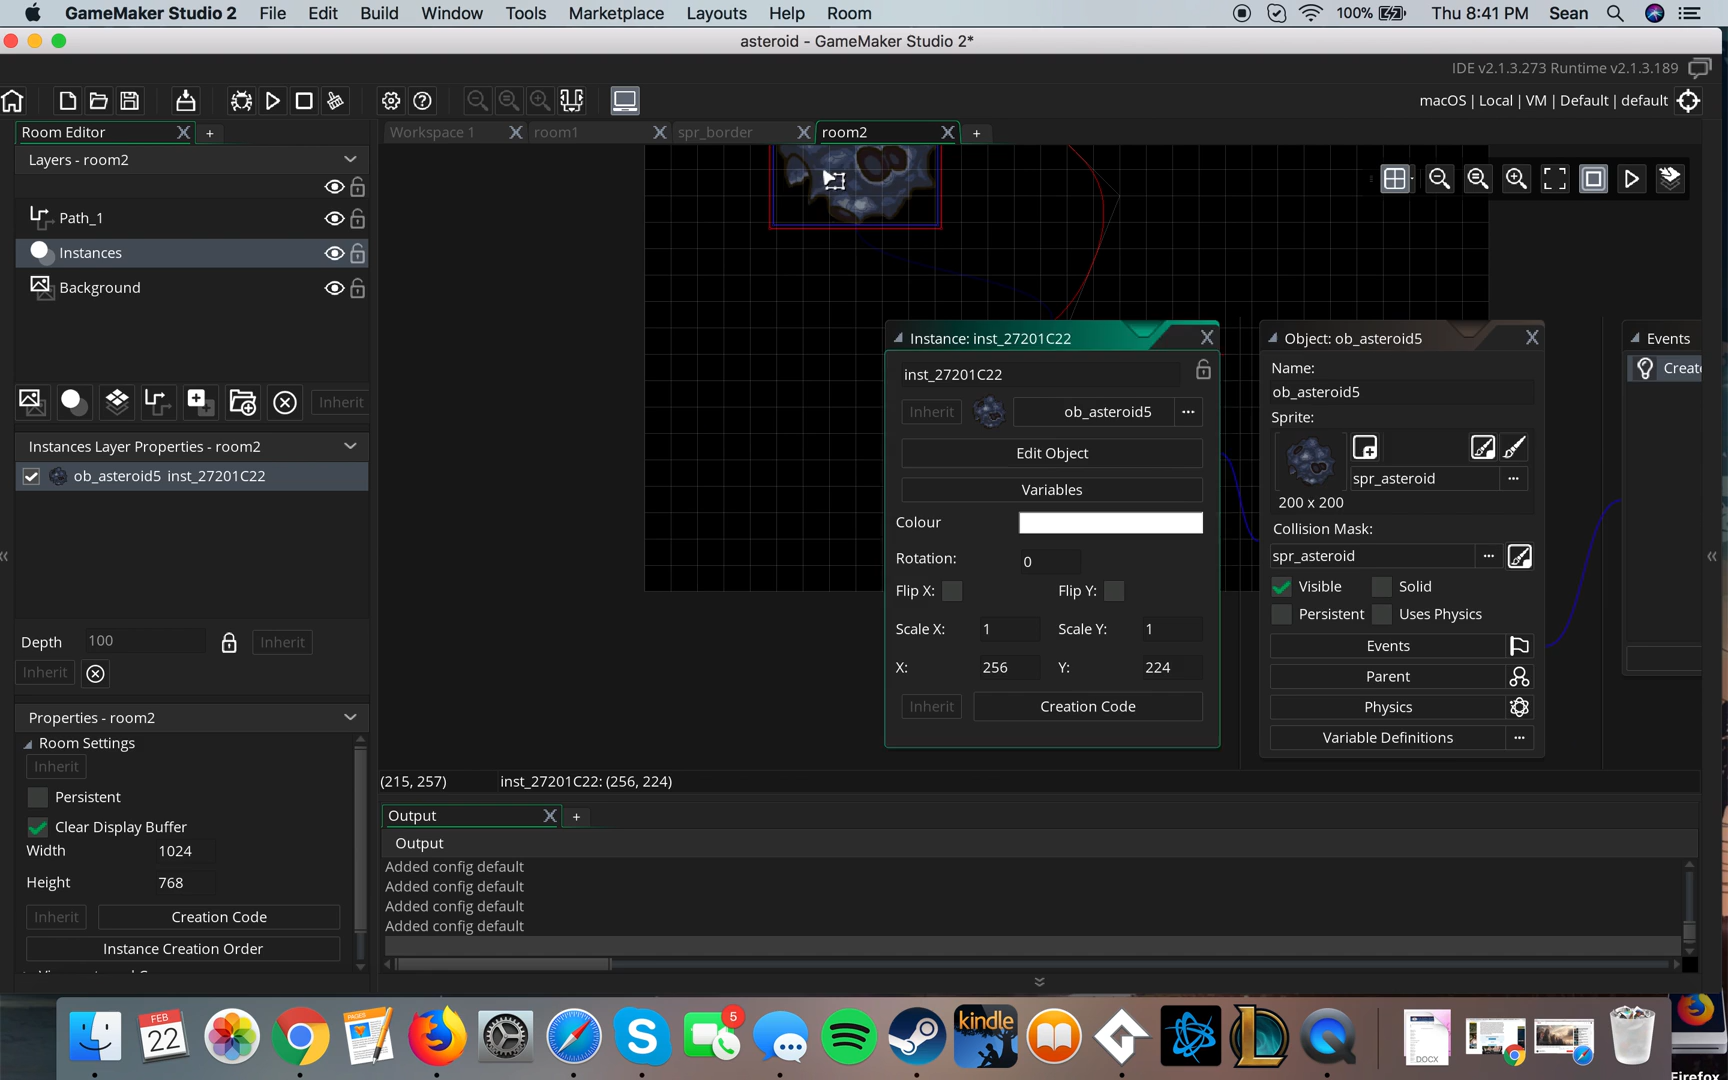 GameMaker Studio 2 File Edit Build Window Tools Marketplace Layouts Help Room 100% Thu 8:41 PM Sean
asteroid - GameMaker Studio 2*
IDE v2.1.3.273 Runtime v2.1.3.189
macOS | Local | VM | Default | default
Room Editor X +
Workspace 1 X room1 X spr_border X room2 X +
Layers - room2
Path_1
Instances
Background
Inherit
Instances Layer Properties - room2
ob_asteroid5 inst_27201C22
Depth 100 Inherit
Inherit
Properties - room2
Room Settings
Inherit
Persistent
Clear Display Buffer
Width 1024
Height 768
Inherit Creation Code
Instance Creation Order
Instance: inst_27201C22 X
inst_27201C22
Inherit ob_asteroid5 ...
Edit Object
Variables
Colour
Rotation: 0
Flip X: Flip Y:
Scale X: 1 Scale Y: 1
X: 256 Y: 224
Inherit Creation Code
Object: ob_asteroid5 X
Name:
ob_asteroid5
Sprite:
spr_asteroid ...
200 x 200
Collision Mask:
spr_asteroid ...
Visible Solid
Persistent Uses Physics
Events
Parent
Physics
Variable Definitions ...
Events
Create
(215, 257) inst_27201C22: (256, 224)
Output X +
Output
Added config default
Added config default
Added config default
Added config default
FEB
22
5
kindle
DOCX
Firefox